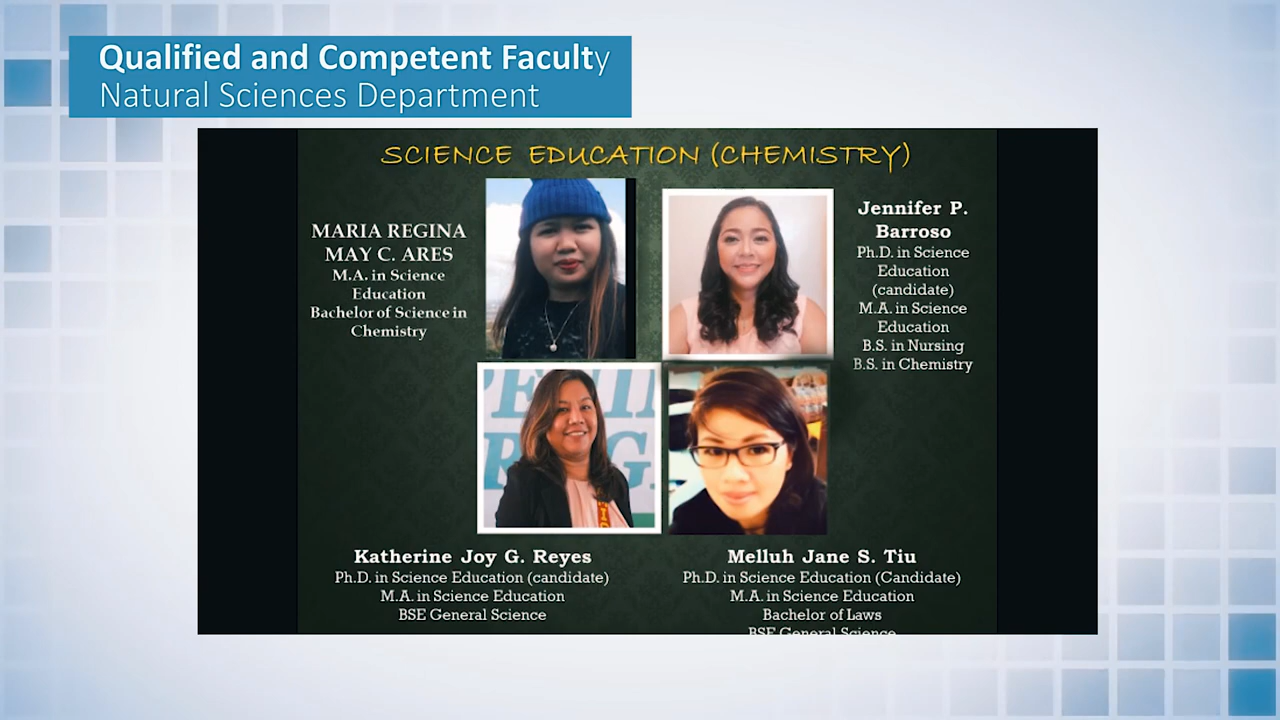 Qualified and Competent Faculty
Natural Sciences Department
SCIENCE EDUCATION (CHEMISTRY)
MARIA REGINA
MAY C. ARES
M.A. in Science
Education
Bachelor of Science in
Chemistry
Jennifer P.
Barroso
Ph.D. in Science
Education
(candidate)
M.A. in Science
Education
B.S. in Nursing
B.S. in Chemistry
Katherine Joy G. Reyes
Ph.D. in Science Education (candidate)
M.A. in Science Education
BSE General Science
Melluh Jane S. Tiu
Ph.D. in Science Education (Candidate)
M.A. in Science Education
Bachelor of Laws
BSE General Science